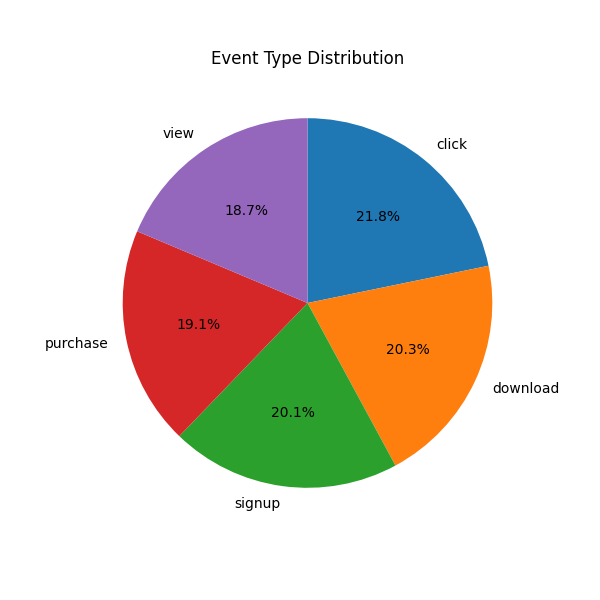 Event Type Distribution
view
click
18.7%
21.8%
19.1%
purchase
20.3%
download
20.1%
signup